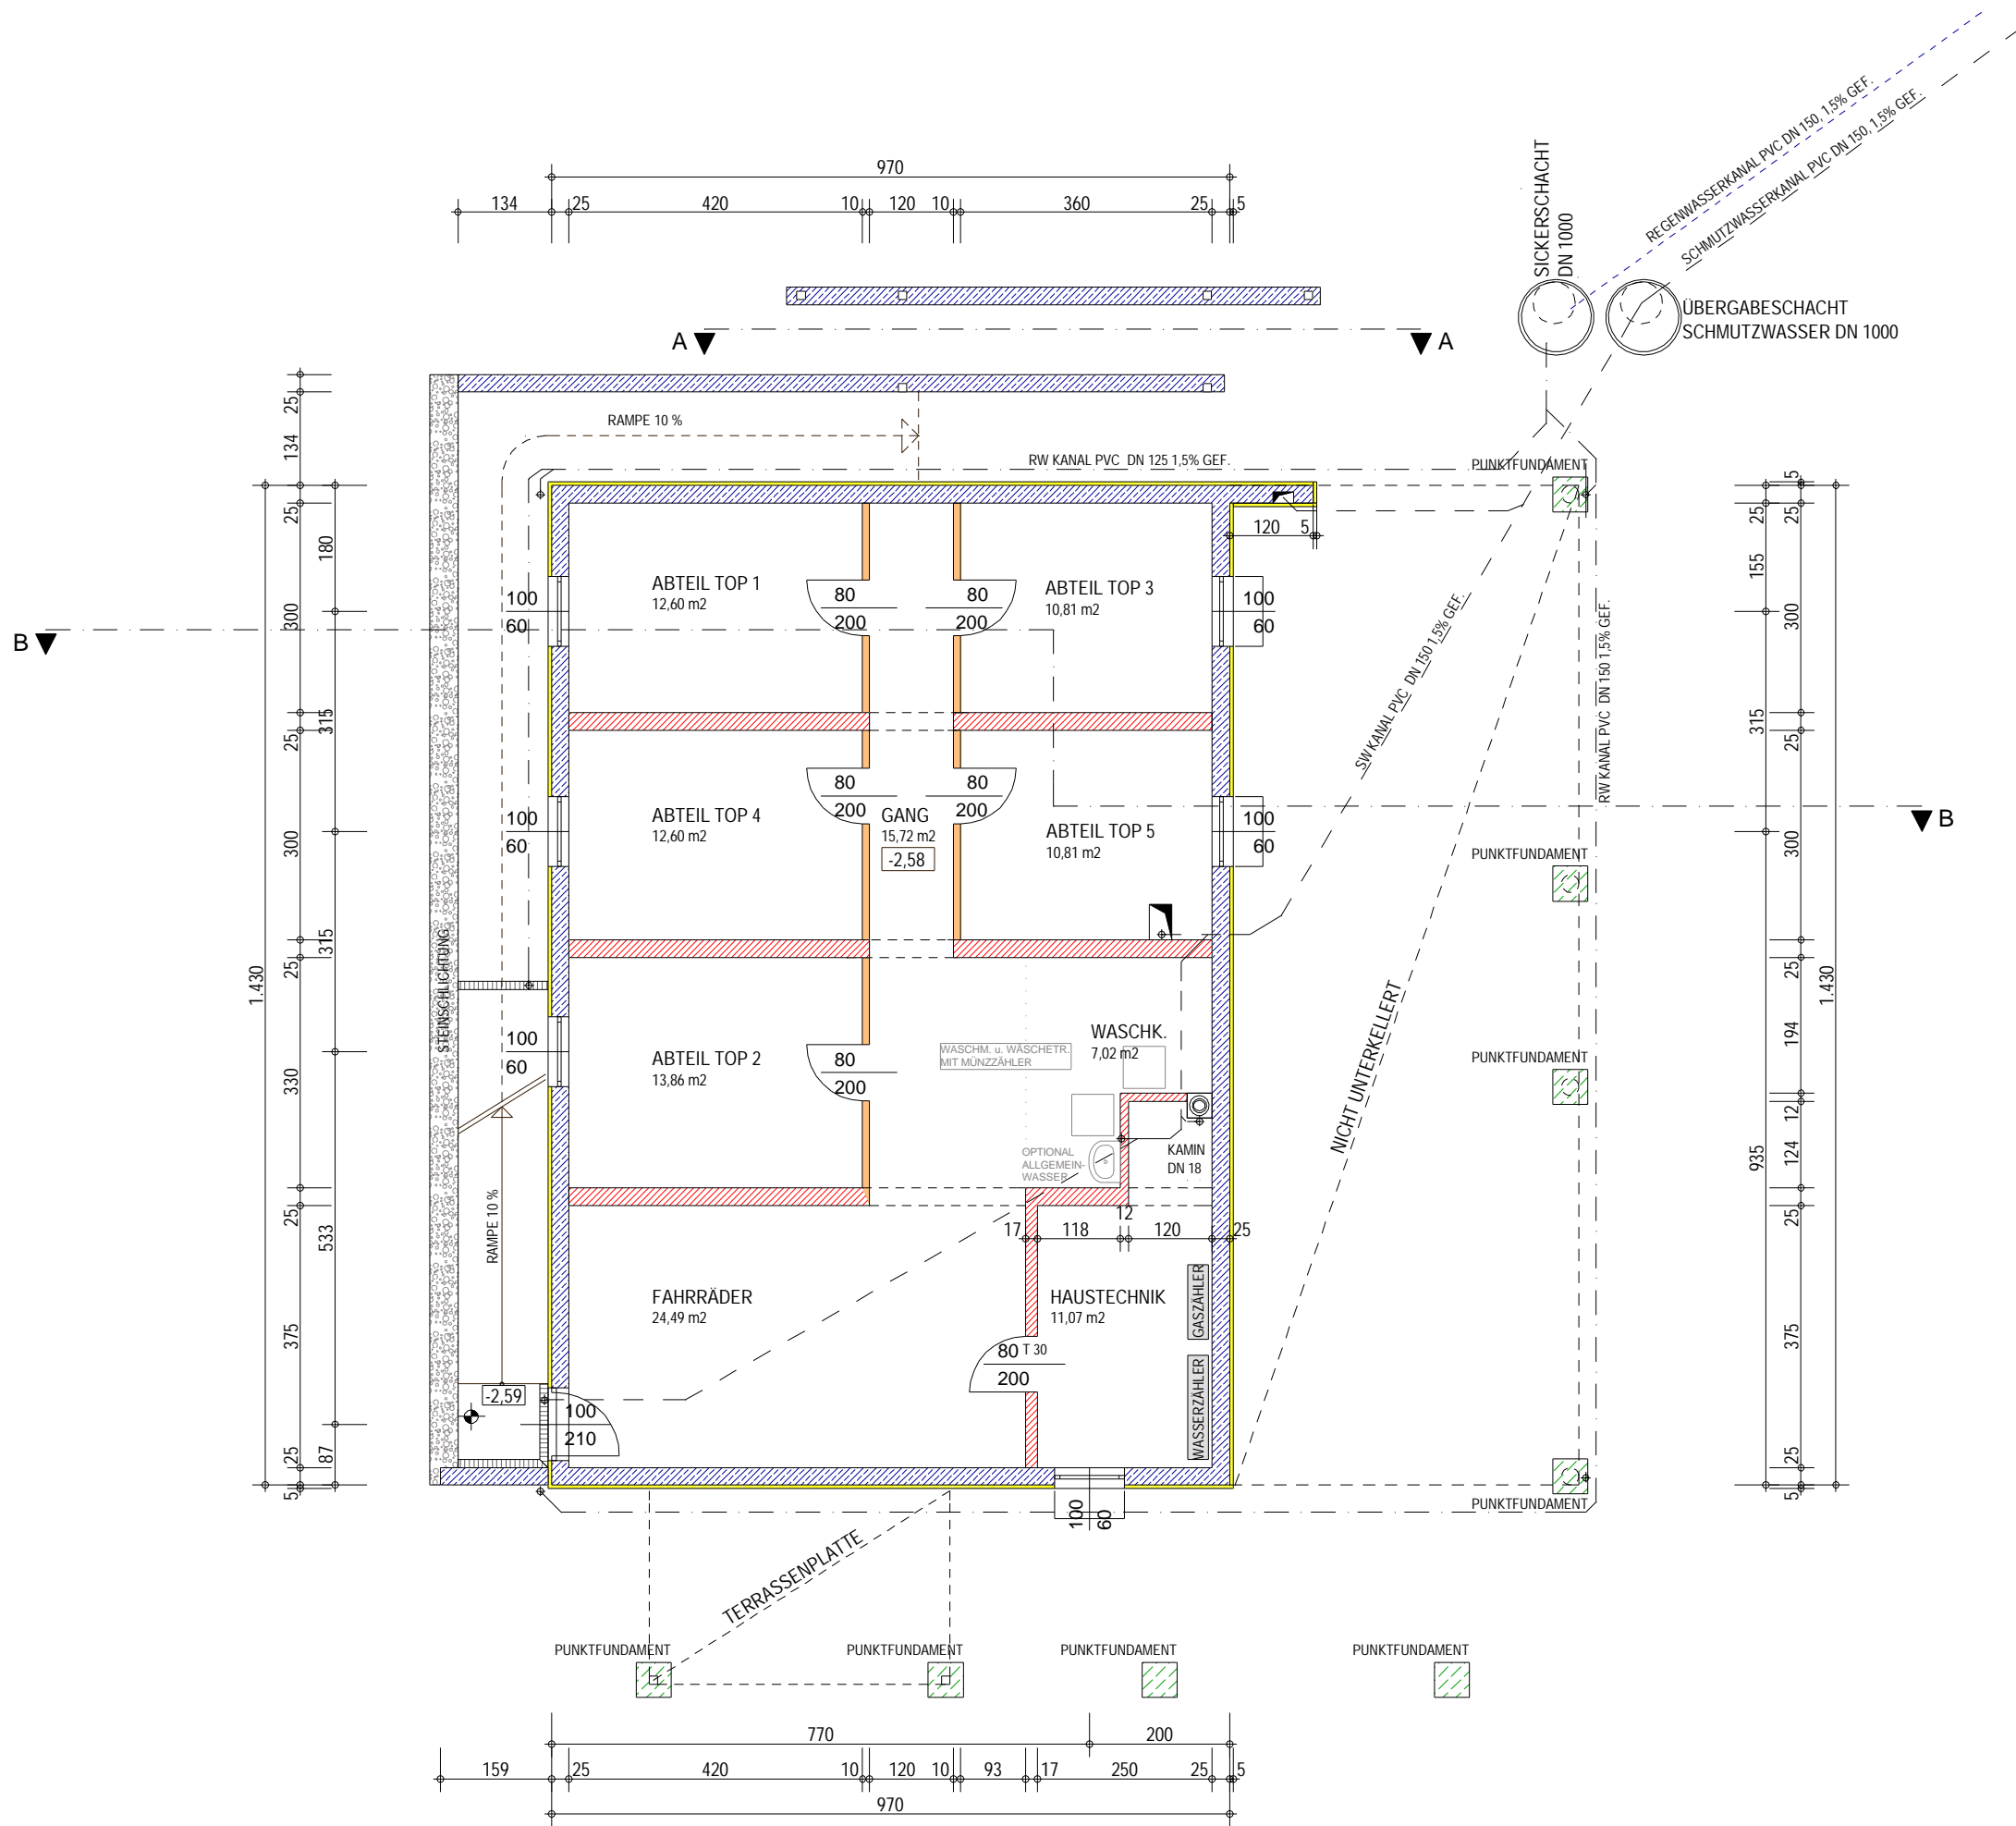 REGENWASSERKANAL PVC DN 150, 1,5% GEF.
SCHMUTZWASSERKANAL PVC DN 150, 1,5% GEF.
SICKERSCHACHT
DN 1000
ÜBERGABESCHACHT
SCHMUTZWASSER DN 1000
970
134 25 420 10 120 10 360 25 5
A A
RAMPE 10 %
RW KANAL PVC DN 125 1,5% GEF.
PUNKTFUNDAMENT
120 5
ABTEIL TOP 1
12,60 m2
80
200
80
200
ABTEIL TOP 3
10,81 m2
100
60
100
60
B
SW KANAL PVC DN 150 1,5% GEF.
RW KANAL PVC DN 150 1,5% GEF.
ABTEIL TOP 4
12,60 m2
80
200
80
200
GANG
15,72 m2
-2,58
ABTEIL TOP 5
10,81 m2
100
60
100
60
B
PUNKTFUNDAMENT
STEINSCHLICHTUNG
NICHT UNTERKELLERT
ABTEIL TOP 2
13,86 m2
100
60
80
200
WASCHM. u. WÄSCHETR.
MIT MÜNZZÄHLER
WASCHK.
7,02 m2
PUNKTFUNDAMENT
OPTIONAL
ALLGEMEIN-
WASSER
KAMIN
DN 18
RAMPE 10 %
17 118 12 120 25
FAHRRÄDER
24,49 m2
HAUSTECHNIK
11,07 m2
GASZÄHLER
WASSERZÄHLER
80 T 30
200
-2,59
100
210
100
60
PUNKTFUNDAMENT
TERRASSENPLATTE
PUNKTFUNDAMENT
PUNKTFUNDAMENT
PUNKTFUNDAMENT
PUNKTFUNDAMENT
770 200
159 25 420 10 120 10 93 17 250 25 5
970
1.430
25 134 25 300 25 300 25 330 25 375 25 5
180 315 315 533 87
25 155 315 935
5 25 300 25 300 25 194 12 124 25 375 25 5
1.430